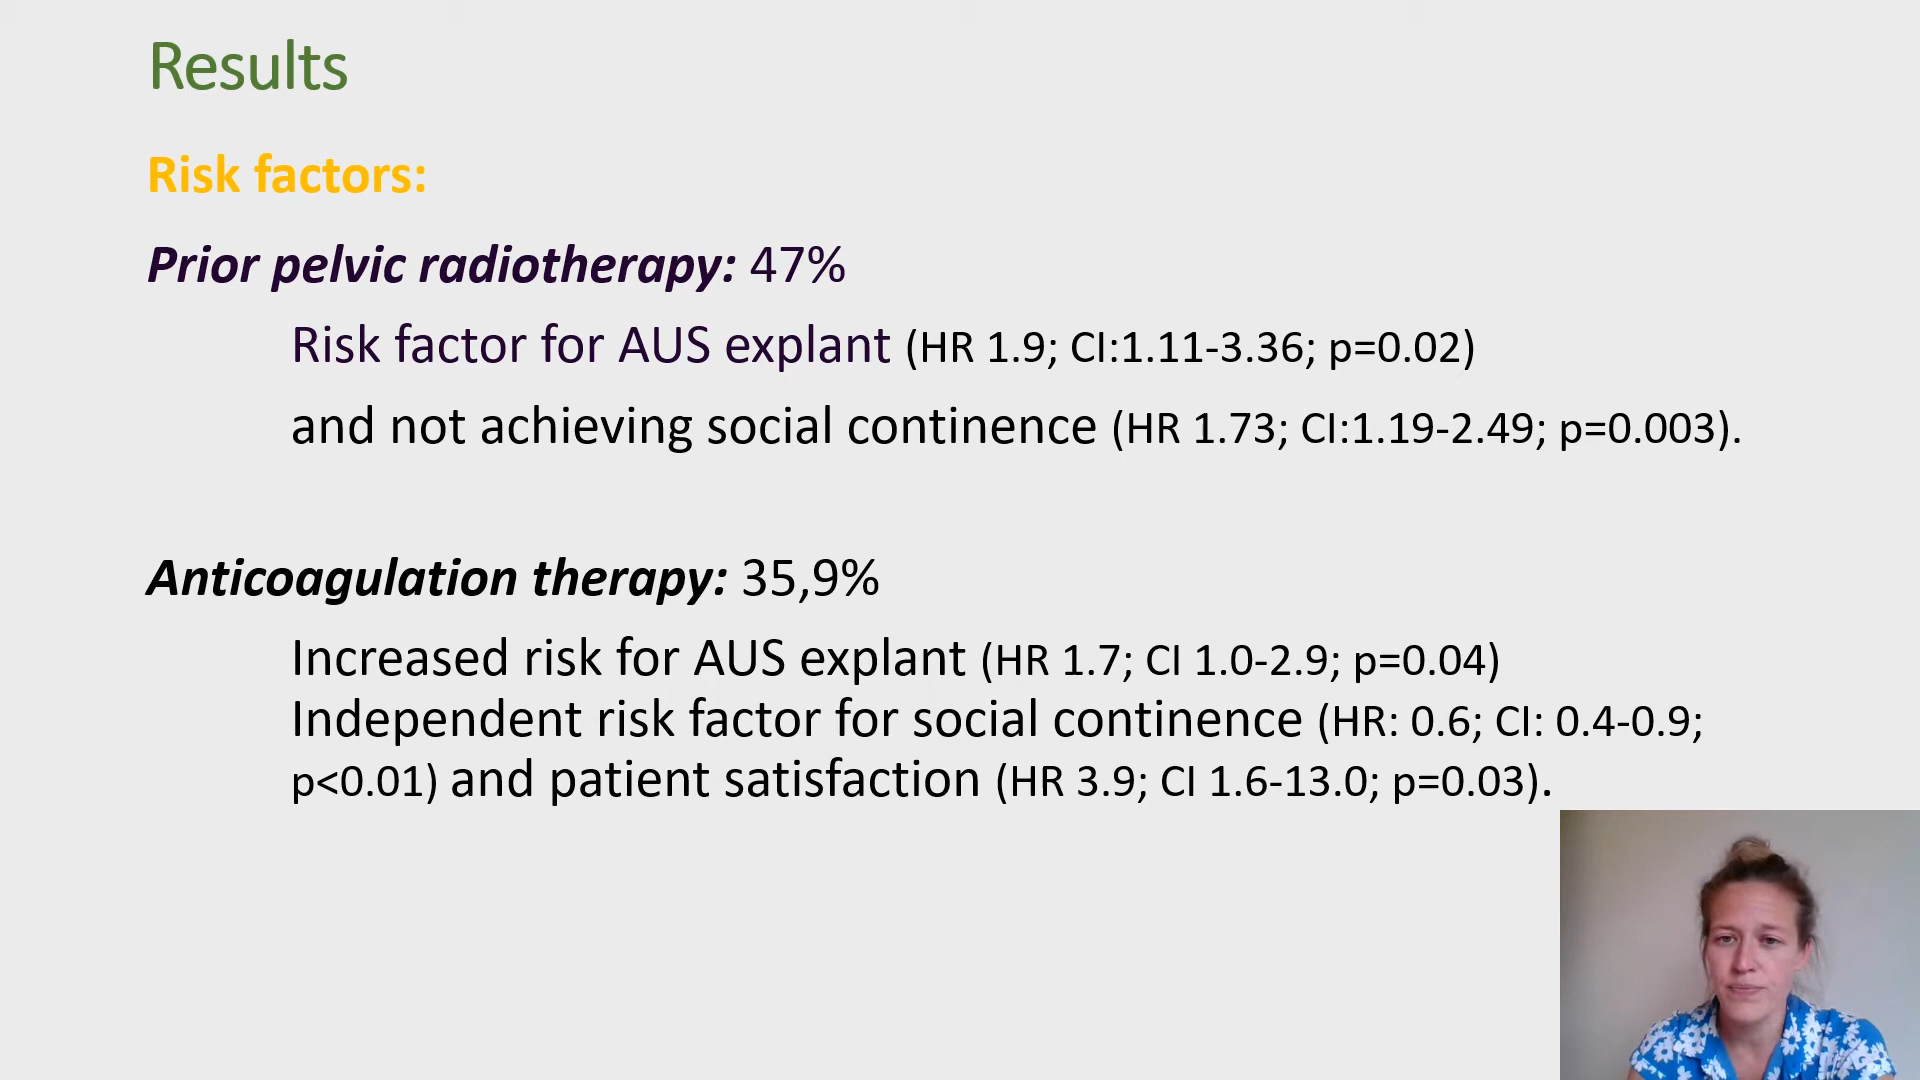 Results
Risk factors:
Prior pelvic radiotherapy: 47%
Risk factor for AUS explant (HR 1.9; CI:1.11-3.36; p=0.02)
and not achieving social continence (HR 1.73; CI:1.19-2.49; p=0.003).
Anticoagulation therapy: 35,9%
Increased risk for AUS explant (HR 1.7; CI 1.0-2.9; p=0.04)
Independent risk factor for social continence (HR: 0.6; CI: 0.4-0.9;
p<0.01) and patient satisfaction (HR 3.9; CI 1.6-13.0; p=0.03).